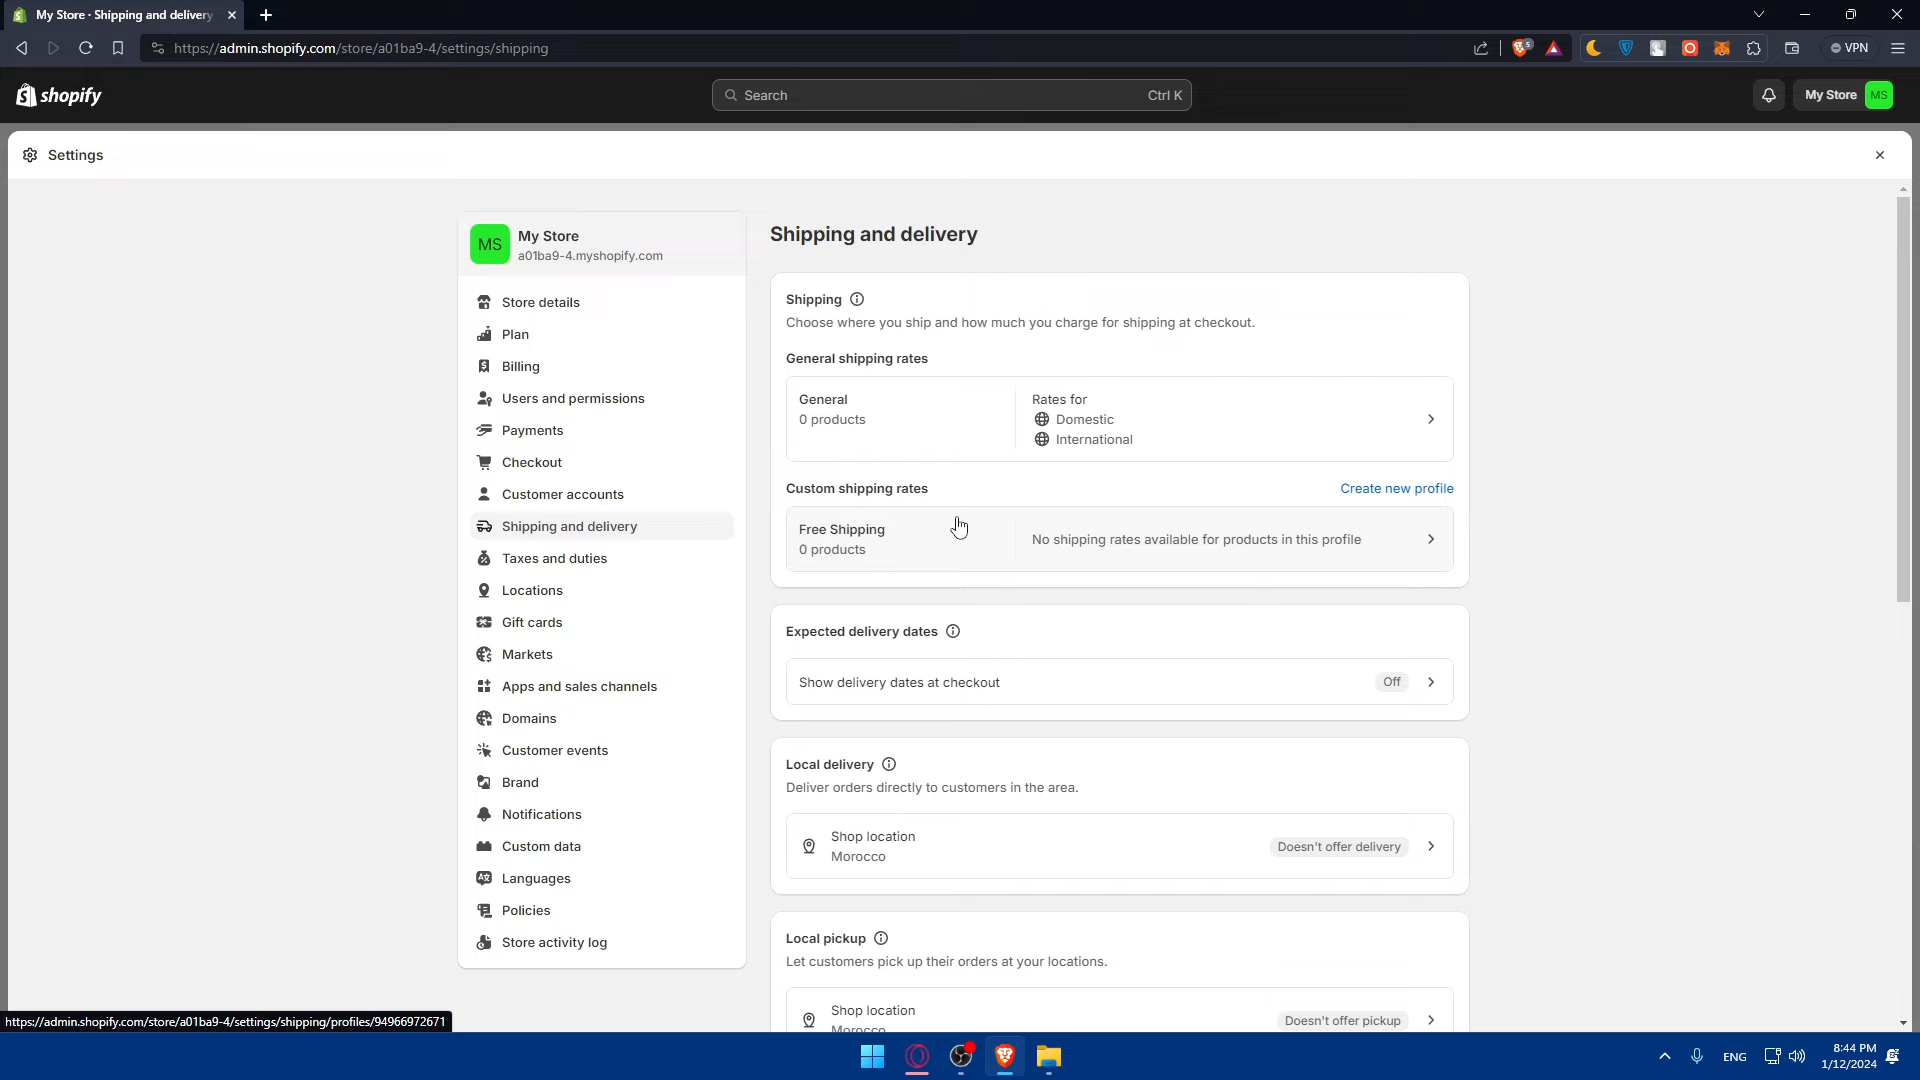 My Store · Shipping and delivery
https://admin.shopify.com/store/a01ba9-4/settings/shipping
5
VPN
shopify
Search
Ctrl K
My Store
MS
Settings
MS
My Store
a01ba9-4.myshopify.com
Store details
Plan
Billing
Users and permissions
Payments
Checkout
Customer accounts
Shipping and delivery
Taxes and duties
Locations
Gift cards
Markets
Apps and sales channels
Domains
Customer events
Brand
Notifications
Custom data
Languages
Policies
Store activity log
Shipping and delivery
Shipping
Choose where you ship and how much you charge for shipping at checkout.
General shipping rates
General
0 products
Rates for
Domestic
International
Custom shipping rates
Create new profile
Free Shipping
0 products
No shipping rates available for products in this profile
Expected delivery dates
Show delivery dates at checkout
Off
Local delivery
Deliver orders directly to customers in the area.
Shop location
Morocco
Doesn't offer delivery
Local pickup
Let customers pick up their orders at your locations.
Shop location
Morocco
Doesn't offer pickup
https://admin.shopify.com/store/a01ba9-4/settings/shipping/profiles/94966972671
ENG
8:44 PM
1/12/2024